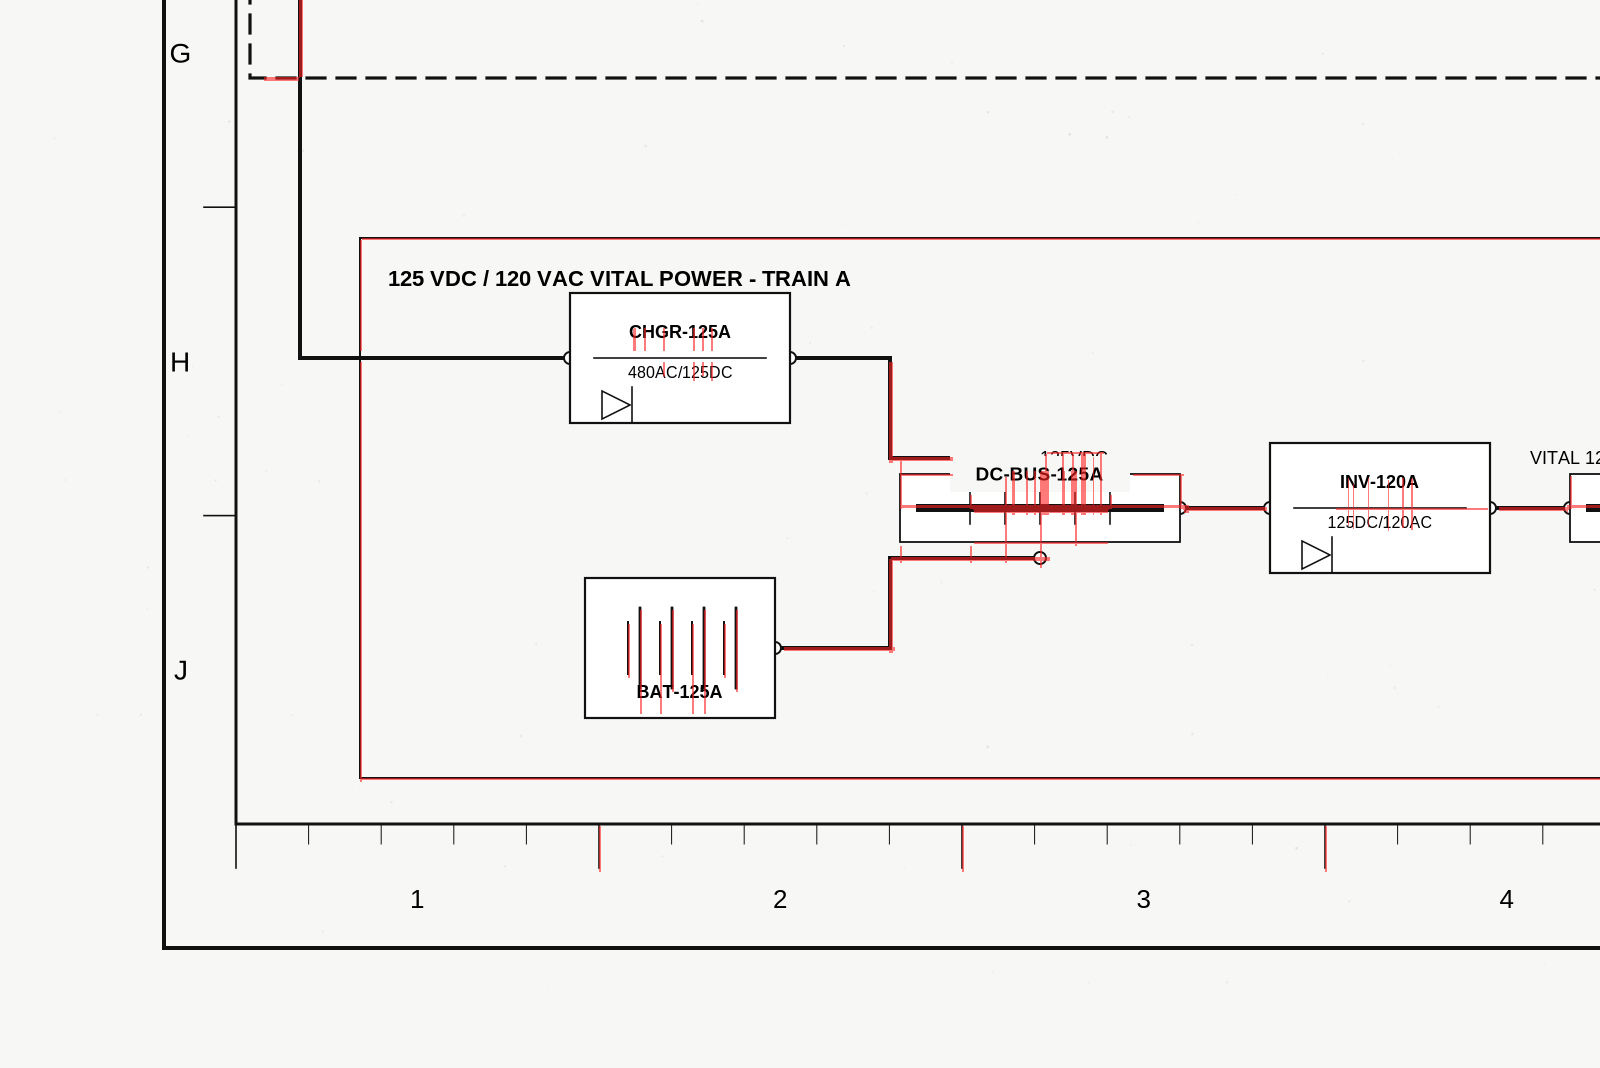 G
125 VDC / 120 VAC VITAL POWER - TRAIN A
CHGR-125A
H
480AC/125DC
VITAL
DC-BUS-125A
INV-120A
125DC/120AC
J
BAT-125A
1
2
3
4